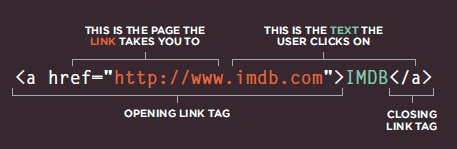 THIS IS THE PAGE THE
LINK TAKES YOU TO
THIS IS THE TEXT THE
USER CLICKS ON
<a href="http://www.imdb.com">IMDB</a>
OPENING LINK TAG
CLOSING
LINK TAG